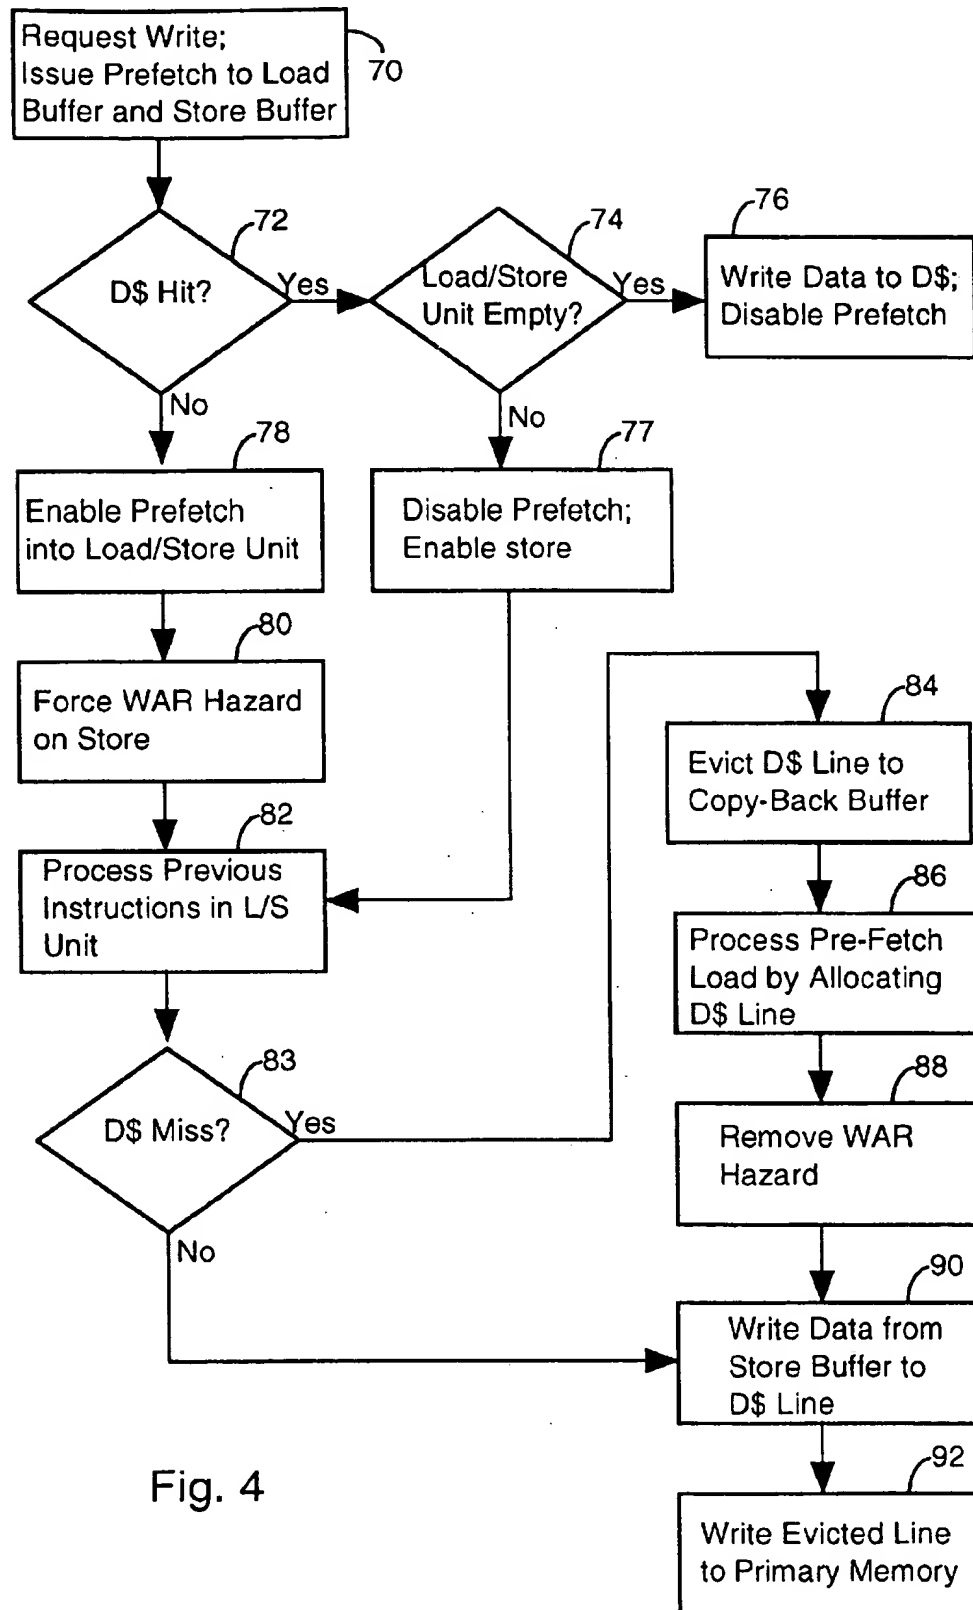 Request Write;
Issue Prefetch to Load
Buffer and Store Buffer
70
D$ Hit?
72
Yes
No
Load/Store
Unit Empty?
74
Yes
No
76
Write Data to D$;
Disable Prefetch
78
Enable Prefetch
into Load/Store Unit
77
Disable Prefetch;
Enable store
80
Force WAR Hazard
on Store
82
Process Previous
Instructions in L/S
Unit
83
D$ Miss?
Yes
No
84
Evict D$ Line to
Copy-Back Buffer
86
Process Pre-Fetch
Load by Allocating
D$ Line
88
Remove WAR
Hazard
90
Write Data from
Store Buffer to
D$ Line
92
Write Evicted Line
to Primary Memory
Fig. 4